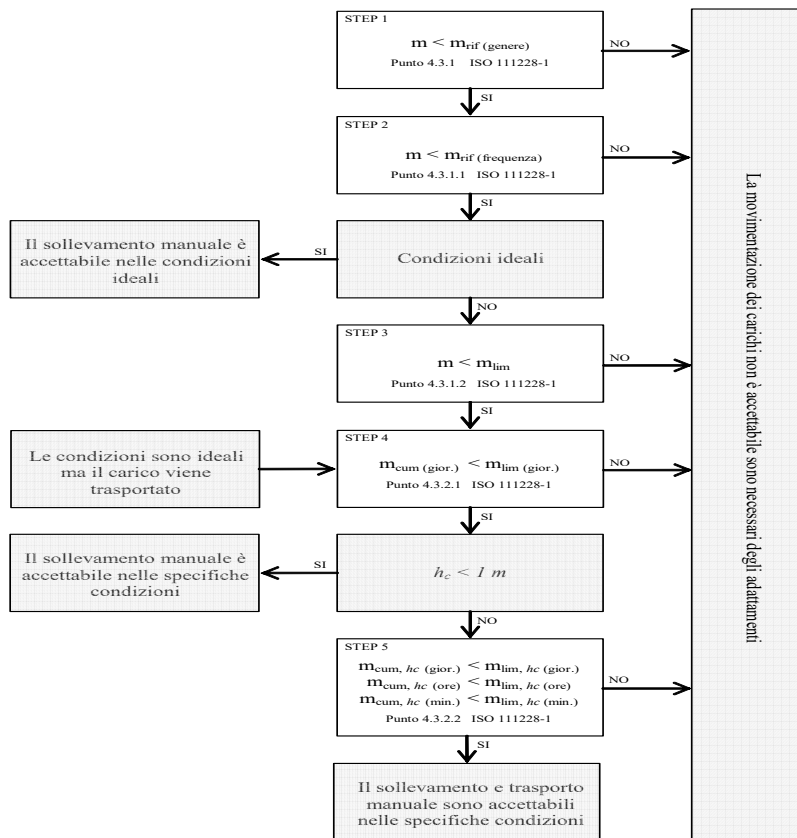 STEP 1
m < mrif (genere)
Punto 4.3.1 ISO 111228-1
NO
SI
STEP 2
m < mrif (frequenza)
Punto 4.3.1.1 ISO 111228-1
NO
SI
Il sollevamento manuale è
accettabile nelle condizioni
ideali
SI
Condizioni ideali
NO
STEP 3
m < mlim
Punto 4.3.1.2 ISO 111228-1
NO
SI
Le condizioni sono ideali
ma il carico viene
trasportato
STEP 4
mcum (gior.) < mlim (gior.)
Punto 4.3.2.1 ISO 111228-1
NO
SI
Il sollevamento manuale è
accettabile nelle specifiche
condizioni
SI
hc < 1 m
NO
STEP 5
mcum, hc (gior.) < mlim, hc (gior.)
mcum, hc (ore) < mlim, hc (ore)
mcum, hc (min.) < mlim, hc (min.)
Punto 4.3.2.2 ISO 111228-1
NO
SI
Il sollevamento e trasporto
manuale sono accettabili
nelle specifiche condizioni
La movimentazione dei carichi non è accettabile sono necessari degli adattamenti